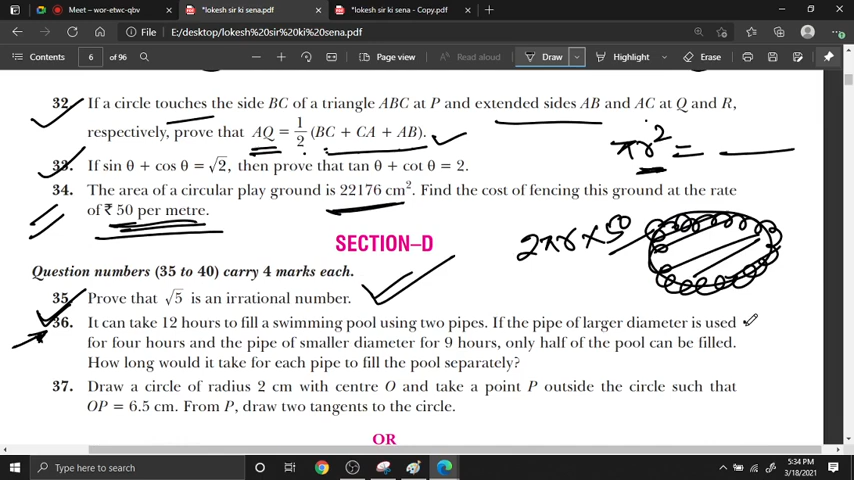 Meet – wor-etwc-qbv
*lokesh sir ki sena.pdf
*lokesh sir ki sena - Copy.pdf
File
E:/desktop/lokesh%20sir%20ki%20sena.pdf
Contents
6
of 96
Page view
Read aloud
Draw
Highlight
Erase
Share
32. If a circle touches the side BC of a triangle ABC at P and extended sides AB and AC at Q and R,
respectively, prove that AQ = 1/2 (BC + CA + AB).
πr² =
33. If sin θ + cos θ = √2, then prove that tan θ + cot θ = 2.
34. The area of a circular play ground is 22176 cm². Find the cost of fencing this ground at the rate
of ₹ 50 per metre.
2πr × 50
SECTION–D
Question numbers (35 to 40) carry 4 marks each.
35. Prove that √5 is an irrational number.
36. It can take 12 hours to fill a swimming pool using two pipes. If the pipe of larger diameter is used
for four hours and the pipe of smaller diameter for 9 hours, only half of the pool can be filled.
How long would it take for each pipe to fill the pool separately?
37. Draw a circle of radius 2 cm with centre O and take a point P outside the circle such that
OP = 6.5 cm. From P, draw two tangents to the circle.
OR
Type here to search
5:34 PM
3/18/2021